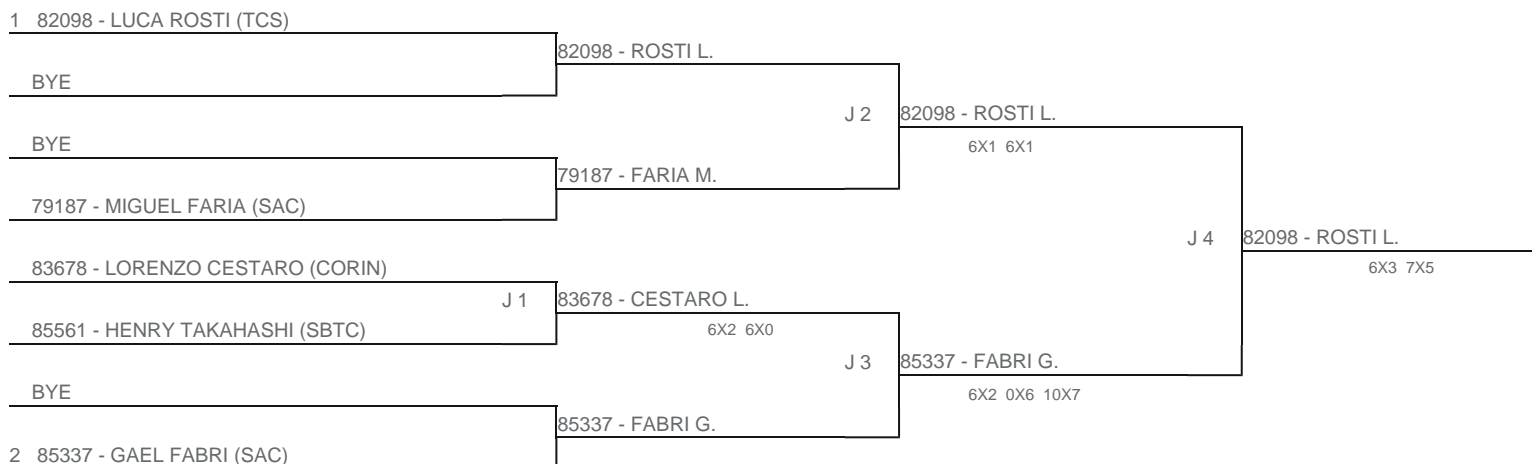 1 82098 - LUCA ROSTI (TCS)
82098 - ROSTI L.
BYE
J 2
82098 - ROSTI L.
6X1 6X1
BYE
79187 - FARIA M.
79187 - MIGUEL FARIA (SAC)
J 4
82098 - ROSTI L.
6X3 7X5
83678 - LORENZO CESTARO (CORIN)
J 1
83678 - CESTARO L.
6X2 6X0
85561 - HENRY TAKAHASHI (SBTC)
J 3
85337 - FABRI G.
6X2 0X6 10X7
BYE
85337 - FABRI G.
2 85337 - GAEL FABRI (SAC)